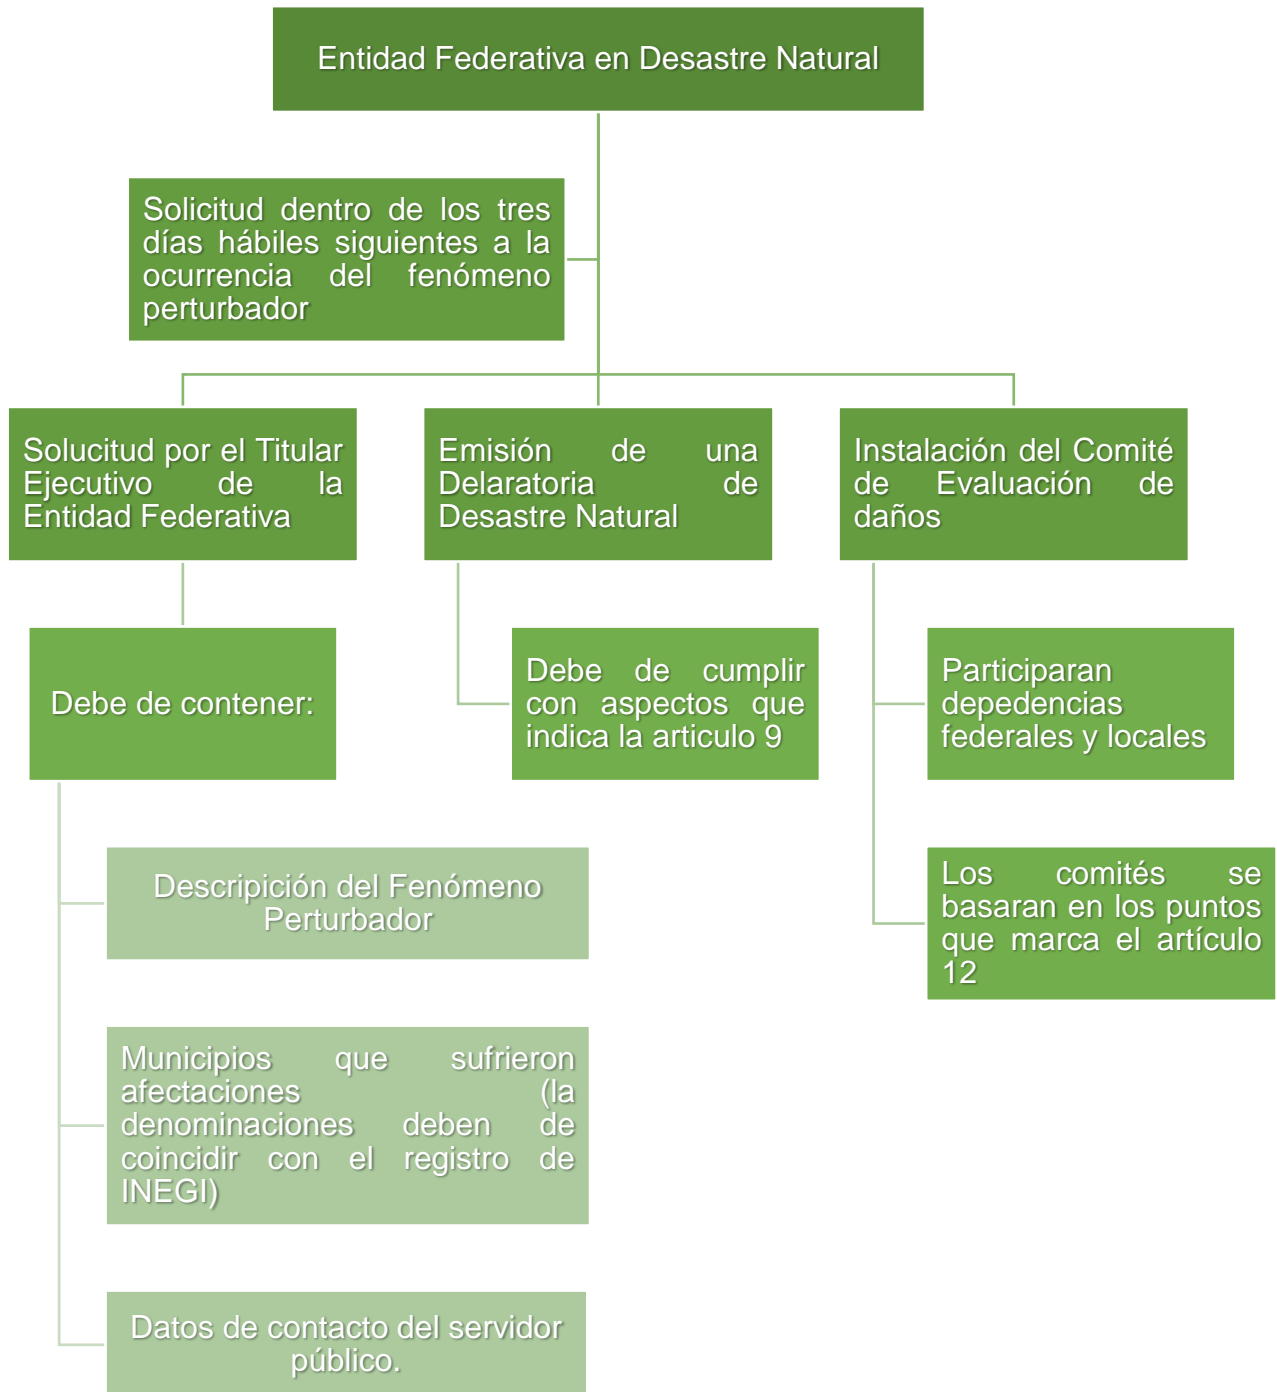 Entidad Federativa en Desastre Natural
Solicitud dentro de los tres
días hábiles siguientes a la
ocurrencia del fenómeno
perturbador
Solucitud por el Titular
Ejecutivo de la
Entidad Federativa
Emisión de una
Delaratoria de
Desastre Natural
Instalación del Comité
de Evaluación de
daños
Debe de contener:
Debe de cumplir
con aspectos que
indica la articulo 9
Participaran
depedencias
federales y locales
Descripición del Fenómeno
Perturbador
Los comités se
basaran en los puntos
que marca el artículo
12
Municipios que sufrieron
afectaciones (la
denominaciones deben de
coincidir con el registro de
INEGI)
Datos de contacto del servidor
público.